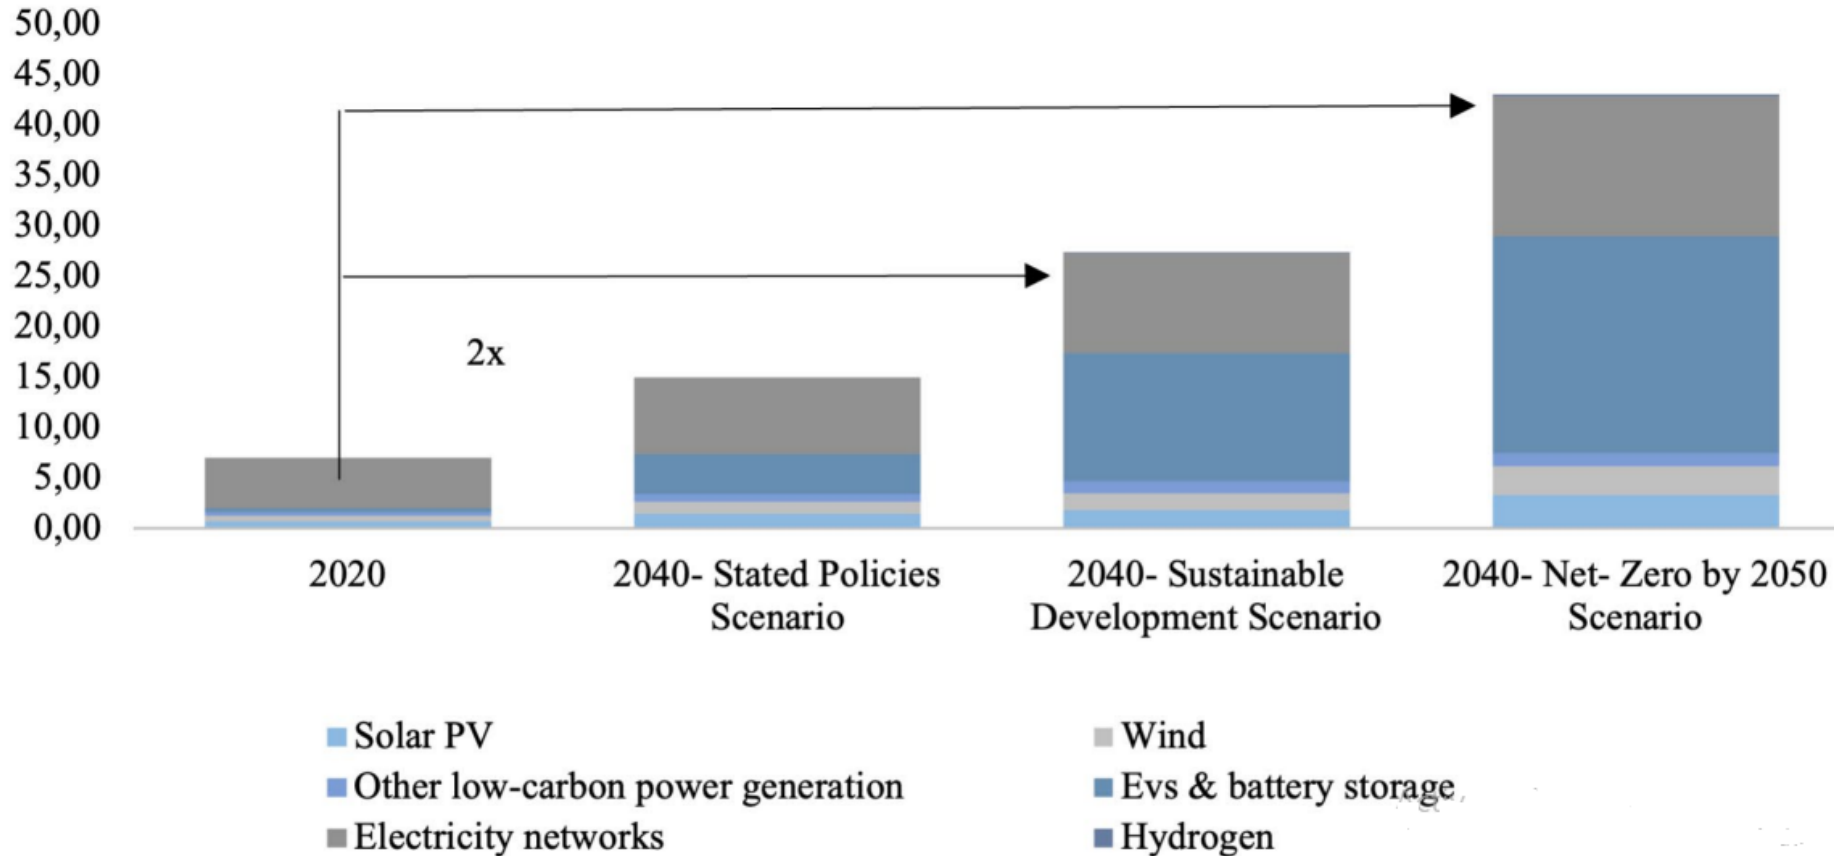 50,00
45,00
40,00
35,00
30,00
25,00
20,00
15,00
10,00
5,00
0,00
2x
2020
2040- Stated Policies
Scenario
2040- Sustainable
Development Scenario
2040- Net- Zero by 2050
Scenario
Solar PV
Wind
Other low-carbon power generation
Evs & battery storage
Electricity networks
Hydrogen